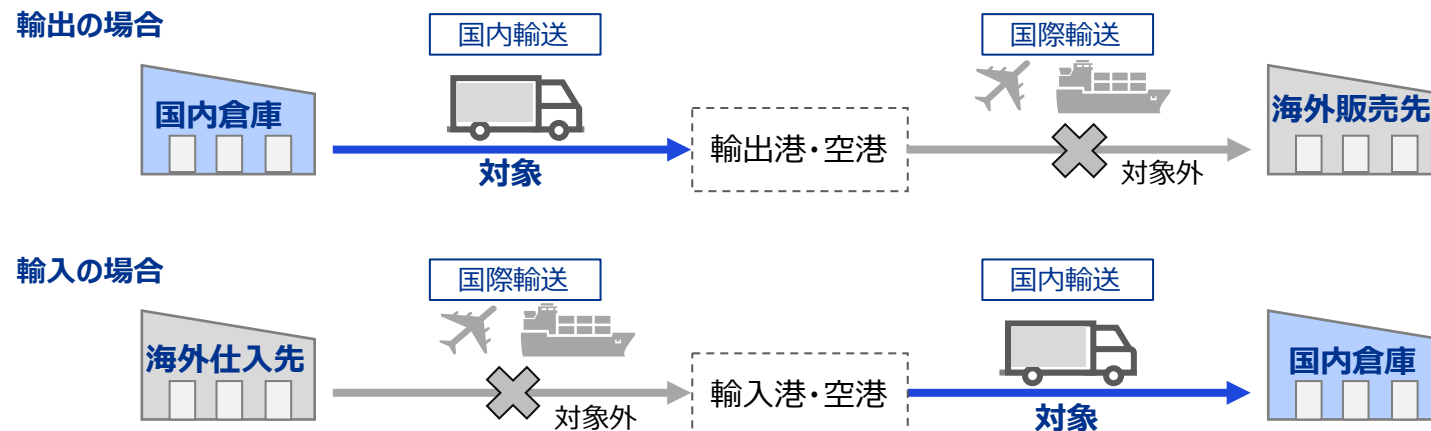 輸出の場合
国内輸送
国際輸送
国内倉庫
海外販売先
輸出港・空港
対象
対象外
輸入の場合
国際輸送
国内輸送
海外仕入先
国内倉庫
輸入港・空港
対象外
対象